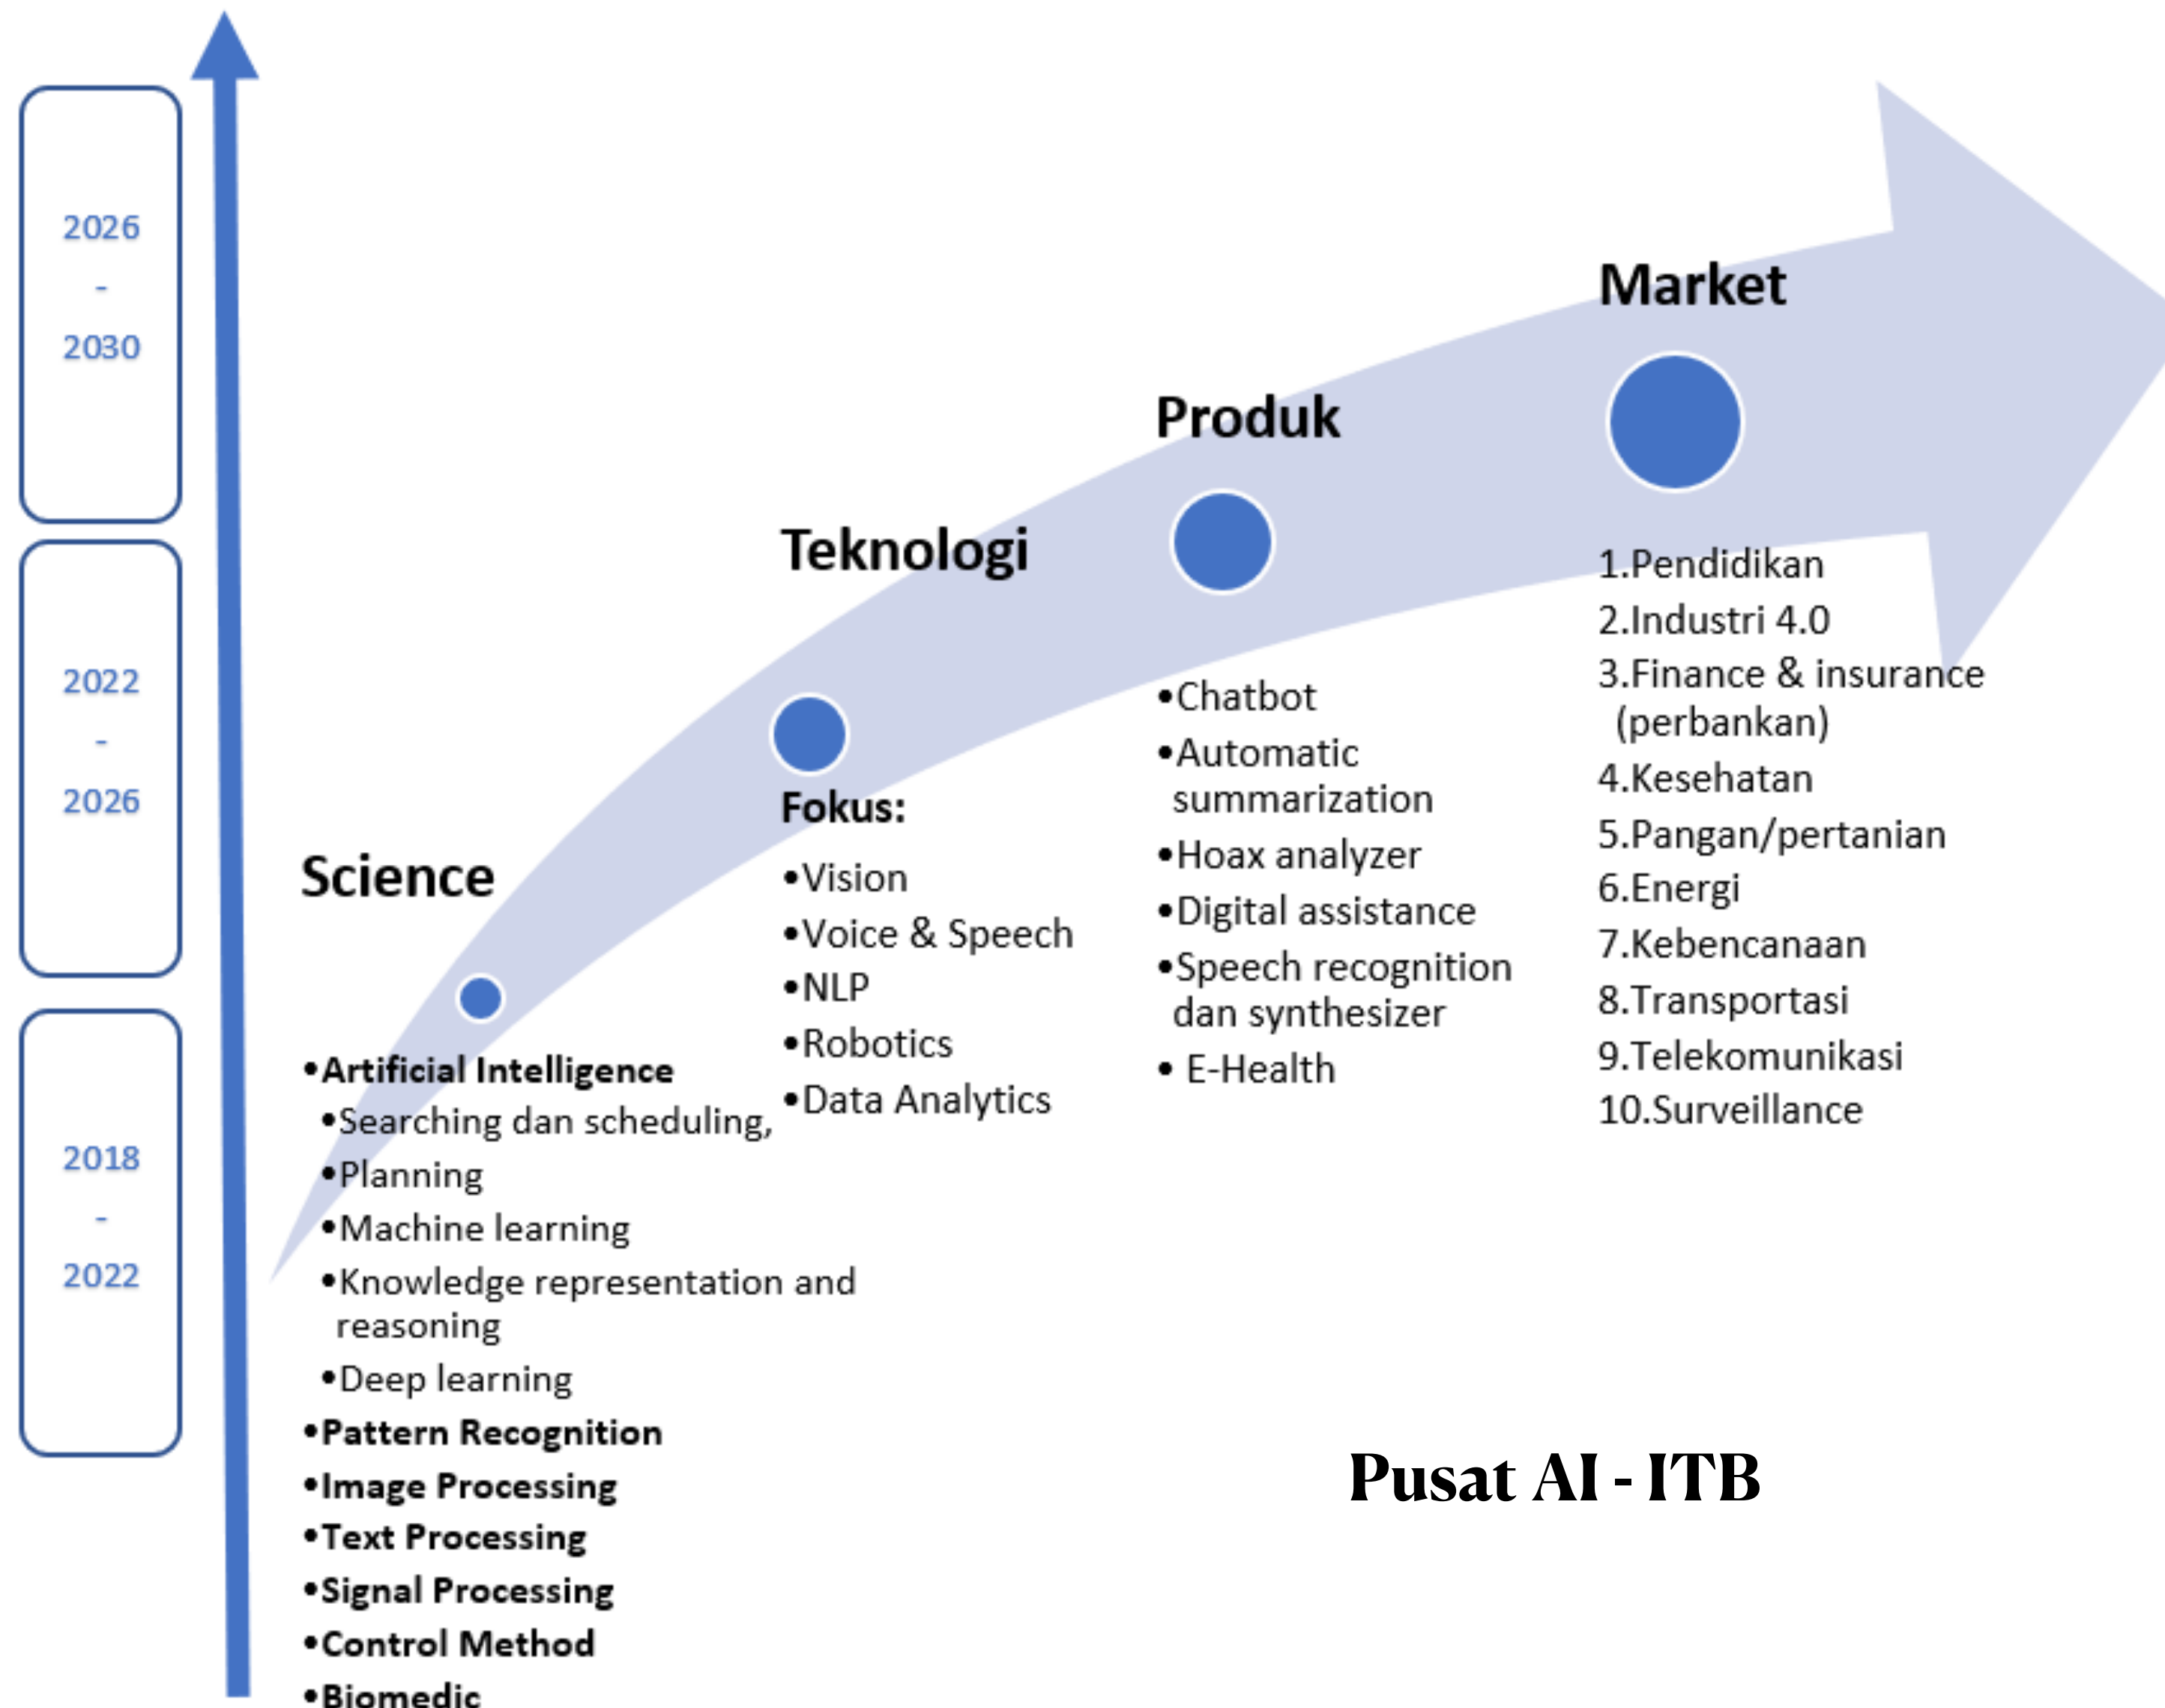 2026
-
2030
2022
-
2026
2018
-
2022
Science
•Artificial Intelligence
•Searching dan scheduling,
•Planning
•Machine learning
•Knowledge representation and
reasoning
•Deep learning
•Pattern Recognition
•Image Processing
•Text Processing
•Signal Processing
•Control Method
•Biomedic
Teknologi
Fokus:
•Vision
•Voice & Speech
•NLP
•Robotics
•Data Analytics
Produk
•Chatbot
•Automatic
summarization
•Hoax analyzer
•Digital assistance
•Speech recognition
dan synthesizer
• E-Health
Market
1.Pendidikan
2.Industri 4.0
3.Finance & insurance
(perbankan)
4.Kesehatan
5.Pangan/pertanian
6.Energi
7.Kebencanaan
8.Transportasi
9.Telekomunikasi
10.Surveillance
Pusat AI - ITB